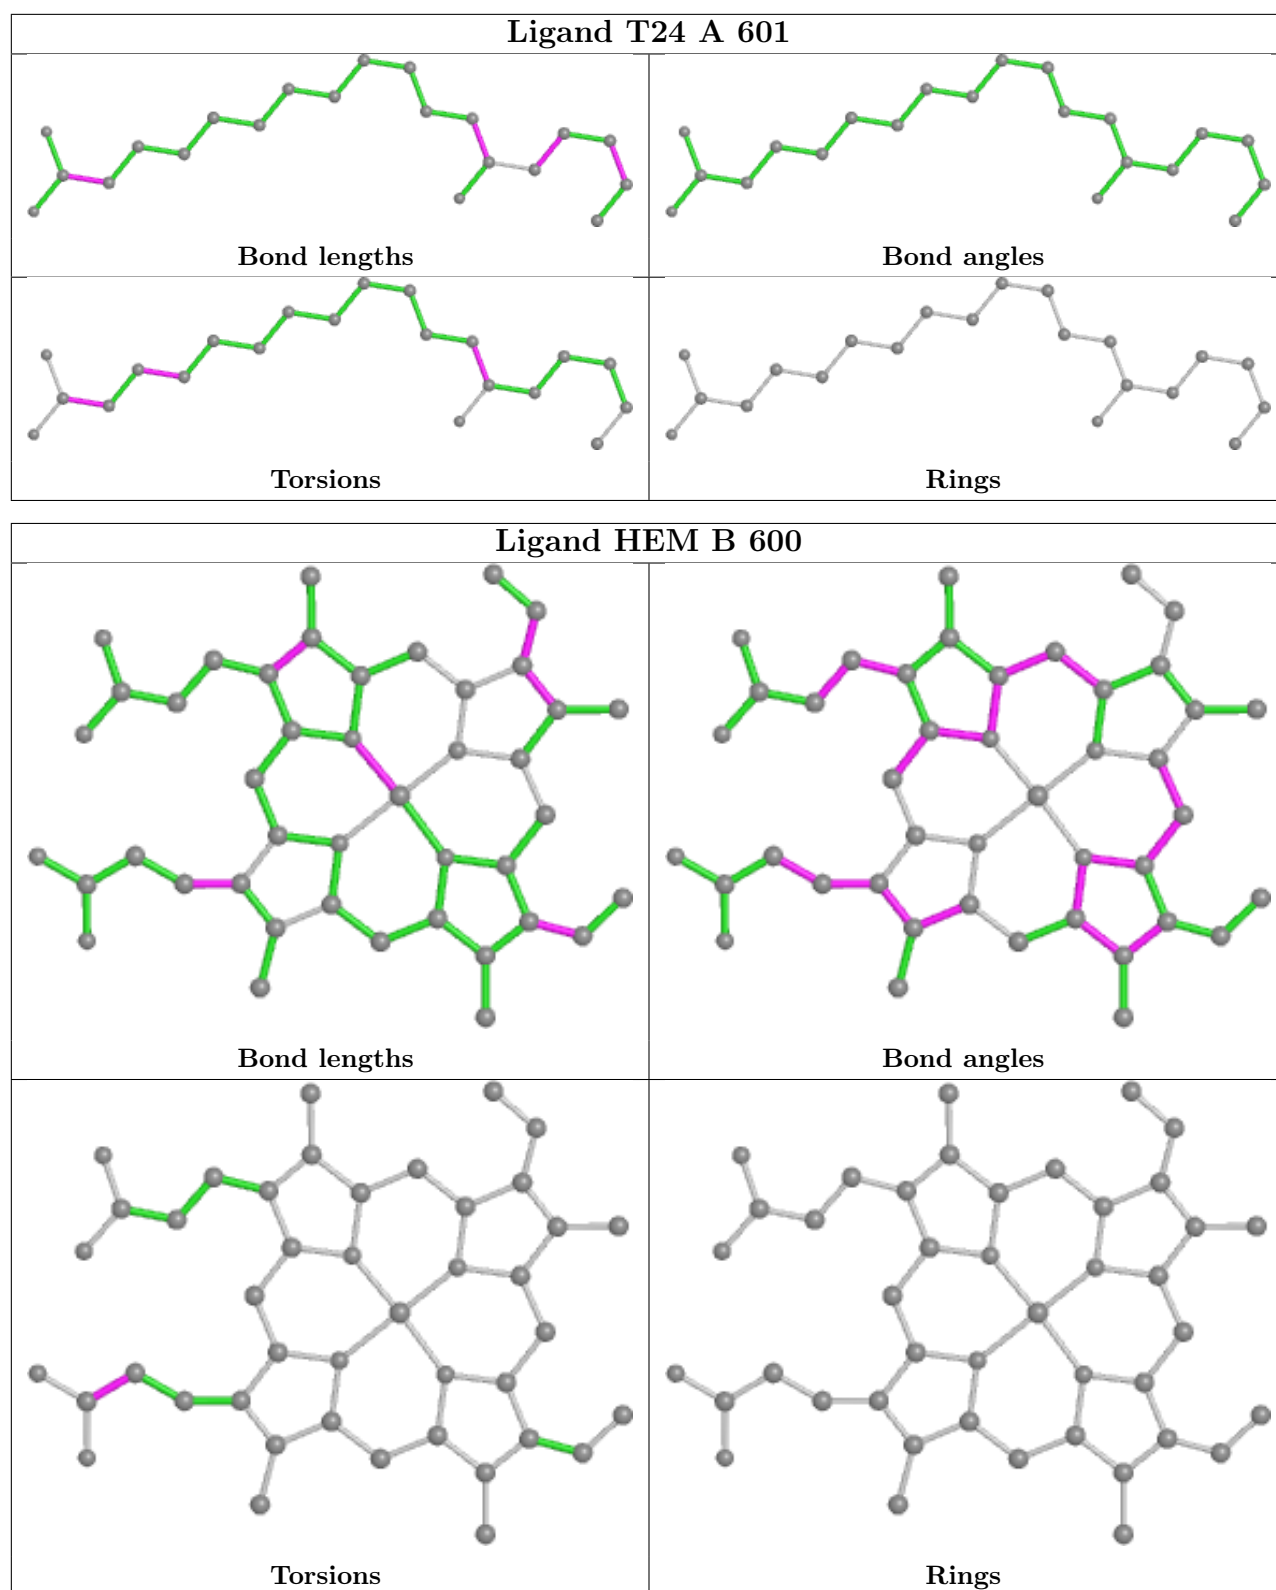 Ligand T24 A 601
Bond lengths
Bond angles
Torsions
Rings
Ligand HEM B 600
Bond lengths
Bond angles
Torsions
Rings